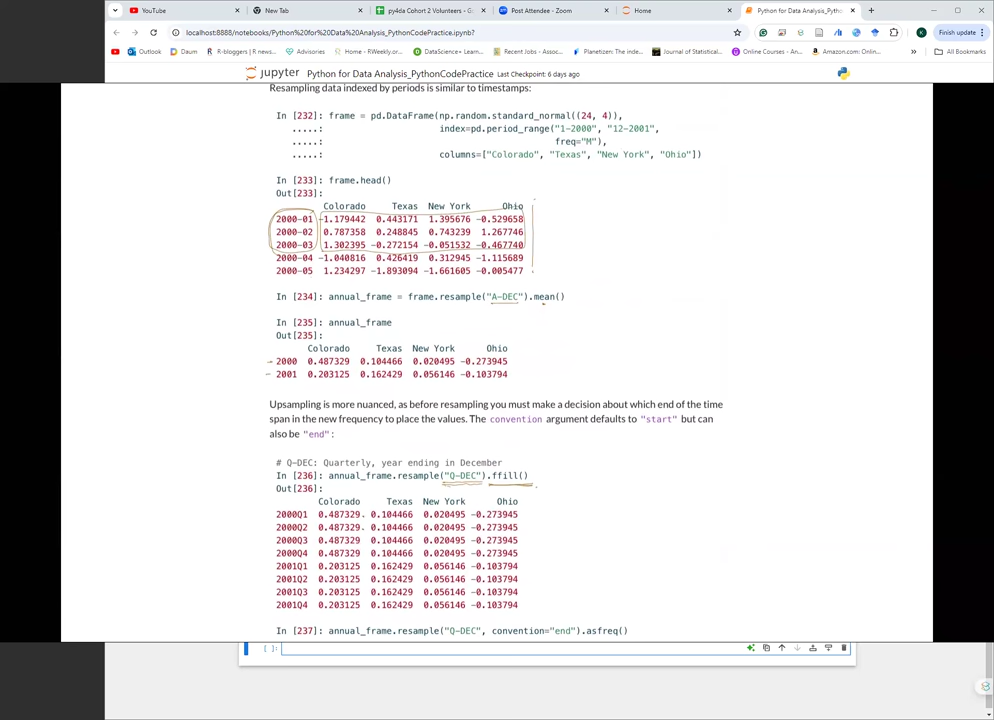 YouTube
New Tab
py4da Cohort 2 Volunteers - G
Post Attendee - Zoom
Home
Python for Data Analysis_Pytho
localhost:8888/notebooks/Python%20for%20Data%20Analysis_PythonCodePractice.ipynb?
Finish update
Outlook
Daum
R-bloggers | R news...
Advisories
Home - RWeekly.or...
DataScience+ Learn...
Recent Jobs - Assoc...
Planetizen: The inde...
Journal of Statistical...
Online Courses - An...
Amazon.com: Onlin...
»
All Bookmarks
jupyter Python for Data Analysis_PythonCodePractice Last Checkpoint: 6 days ago
Resampling data indexed by periods is similar to timestamps:
In [232]: frame = pd.DataFrame(np.random.standard_normal((24, 4)),
.....: index=pd.period_range("1-2000", "12-2001",
.....: freq="M"),
.....: columns=["Colorado", "Texas", "New York", "Ohio"])
In [233]: frame.head()
Out[233]:
Colorado Texas New York Ohio
2000-01 -1.179442 0.443171 1.395676 -0.529658
2000-02 0.787358 0.248845 0.743239 1.267746
2000-03 1.302395 -0.272154 -0.051532 -0.467740
2000-04 -1.040816 0.426419 0.312945 -1.115689
2000-05 1.234297 -1.893094 -1.661605 -0.005477
In [234]: annual_frame = frame.resample("A-DEC").mean()
In [235]: annual_frame
Out[235]:
Colorado Texas New York Ohio
2000 0.487329 0.104466 0.020495 -0.273945
2001 0.203125 0.162429 0.056146 -0.103794
Upsampling is more nuanced, as before resampling you must make a decision about which end of the time
span in the new frequency to place the values. The convention argument defaults to "start" but can
also be "end":
# Q-DEC: Quarterly, year ending in December
In [236]: annual_frame.resample("Q-DEC").ffill()
Out[236]:
Colorado Texas New York Ohio
2000Q1 0.487329 0.104466 0.020495 -0.273945
2000Q2 0.487329 0.104466 0.020495 -0.273945
2000Q3 0.487329 0.104466 0.020495 -0.273945
2000Q4 0.487329 0.104466 0.020495 -0.273945
2001Q1 0.203125 0.162429 0.056146 -0.103794
2001Q2 0.203125 0.162429 0.056146 -0.103794
2001Q3 0.203125 0.162429 0.056146 -0.103794
2001Q4 0.203125 0.162429 0.056146 -0.103794
In [237]: annual_frame.resample("Q-DEC", convention="end").asfreq()
[ ]: